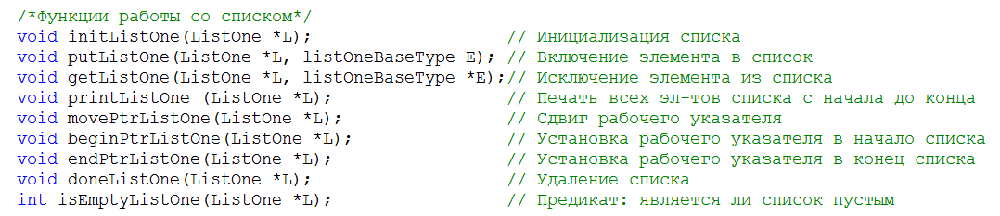 /*Функции работы со списком*/
void initListOne(ListOne *L); // Инициализация списка
void putListOne(ListOne *L, listOneBaseType E); // Включение элемента в список
void getListOne(ListOne *L, listOneBaseType *E);// Исключение элемента из списка
void printListOne (ListOne *L); // Печать всех эл-тов списка с начала до конца
void movePtrListOne(ListOne *L); // Сдвиг рабочего указателя
void beginPtrListOne(ListOne *L); // Установка рабочего указателя в начало списка
void endPtrListOne(ListOne *L); // Установка рабочего указателя в конец списка
void doneListOne(ListOne *L); // Удаление списка
int isEmptyListOne(ListOne *L); // Предикат: является ли список пустым